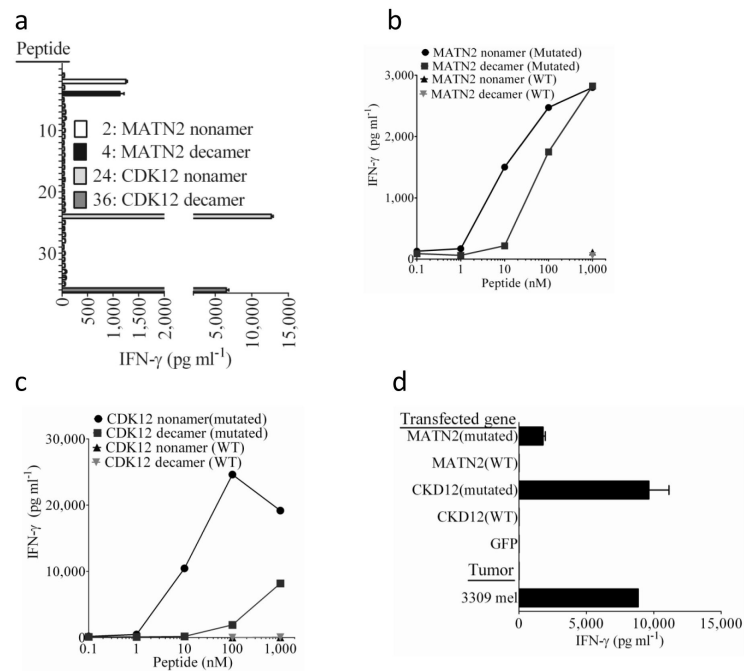 a
Peptide
10
20
30
2: MATN2 nonamer
4: MATN2 decamer
24: CDK12 nonamer
36: CDK12 decamer
0
500
1,000
1,500
2,000
5,000
10,000
15,000
IFN-γ (pg ml⁻¹)
b
MATN2 nonamer (Mutated)
MATN2 decamer (Mutated)
MATN2 nonamer (WT)
MATN2 decamer (WT)
3,000
2,000
1,000
0
IFN-γ (pg ml⁻¹)
0.1 1 10 100 1,000
Peptide (nM)
c
CDK12 nonamer(mutated)
CDK12 decamer (mutated)
CDK12 nonamer (WT)
CDK12 decamer (WT)
30,000
20,000
10,000
0
IFN-γ (pg ml⁻¹)
0.1 1 10 100 1,000
Peptide (nM)
d
Transfected gene
MATN2(mutated)
MATN2(WT)
CKD12(mutated)
CKD12(WT)
GFP
Tumor
3309 mel
0 5,000 10,000 15,000
IFN-γ (pg ml⁻¹)